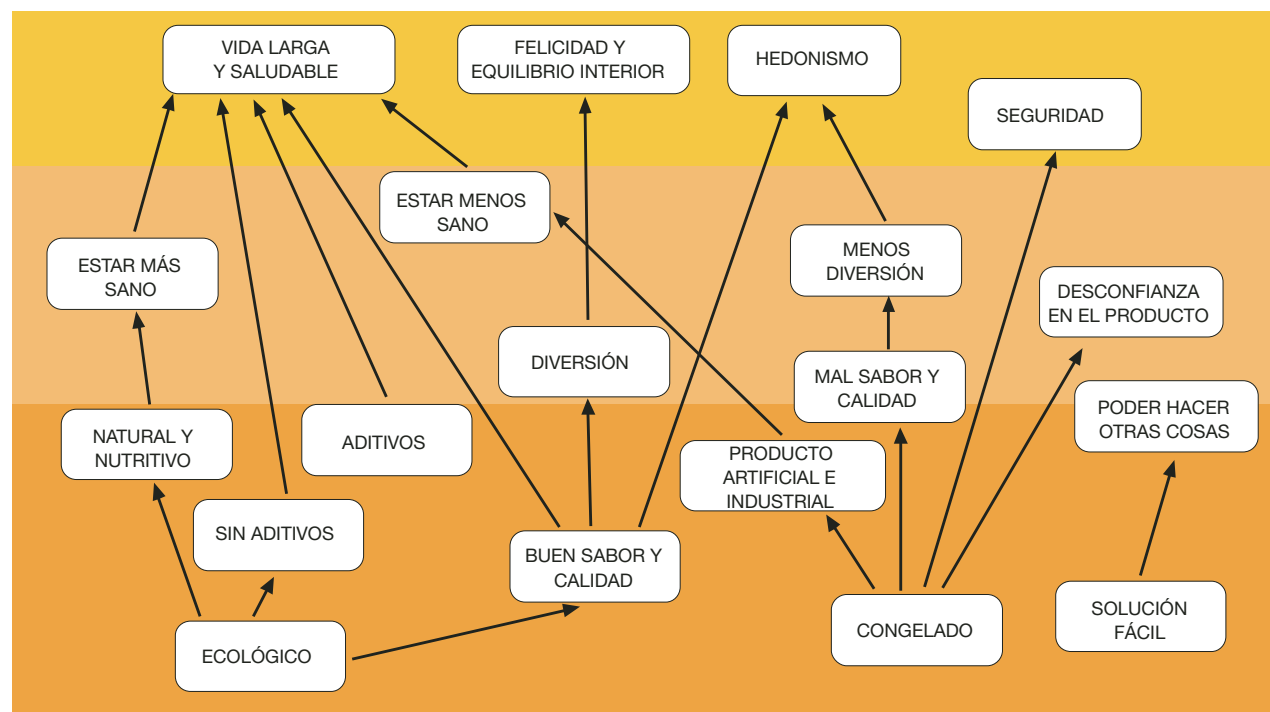 VIDA LARGA
Y SALUDABLE
FELICIDAD Y
EQUILIBRIO INTERIOR
HEDONISMO
SEGURIDAD
ESTAR MENOS
SANO
MENOS
DIVERSIÓN
ESTAR MÁS
SANO
DESCONFIANZA
EN EL PRODUCTO
DIVERSIÓN
MAL SABOR Y
CALIDAD
PODER HACER
OTRAS COSAS
NATURAL Y
NUTRITIVO
ADITIVOS
PRODUCTO
ARTIFICIAL E
INDUSTRIAL
SIN ADITIVOS
BUEN SABOR Y
CALIDAD
SOLUCIÓN
FÁCIL
CONGELADO
ECOLÓGICO